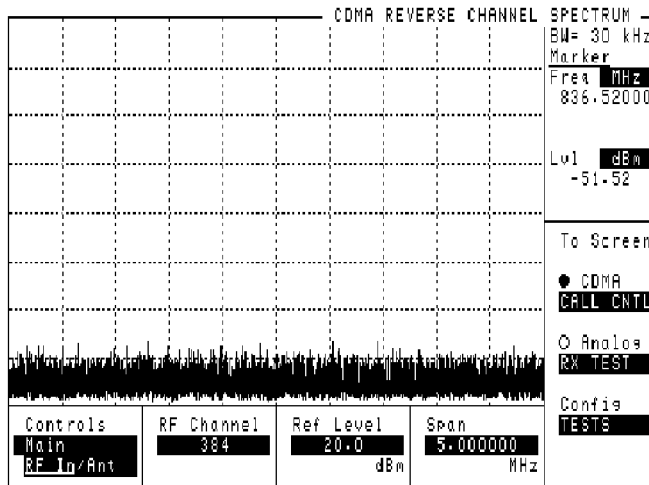 CDMA REVERSE CHANNEL SPECTRUM
BW= 30 kHz
Marker
Freq MHz
836.52000
Lvl dBm
-51.52
To Screen
CDMA
CALL CNTL
Analog
RX TEST
Config
TESTS
Controls
Main
RF In/Ant
RF Channel
384
Ref Level
20.0
dBm
Span
5.000000
MHz